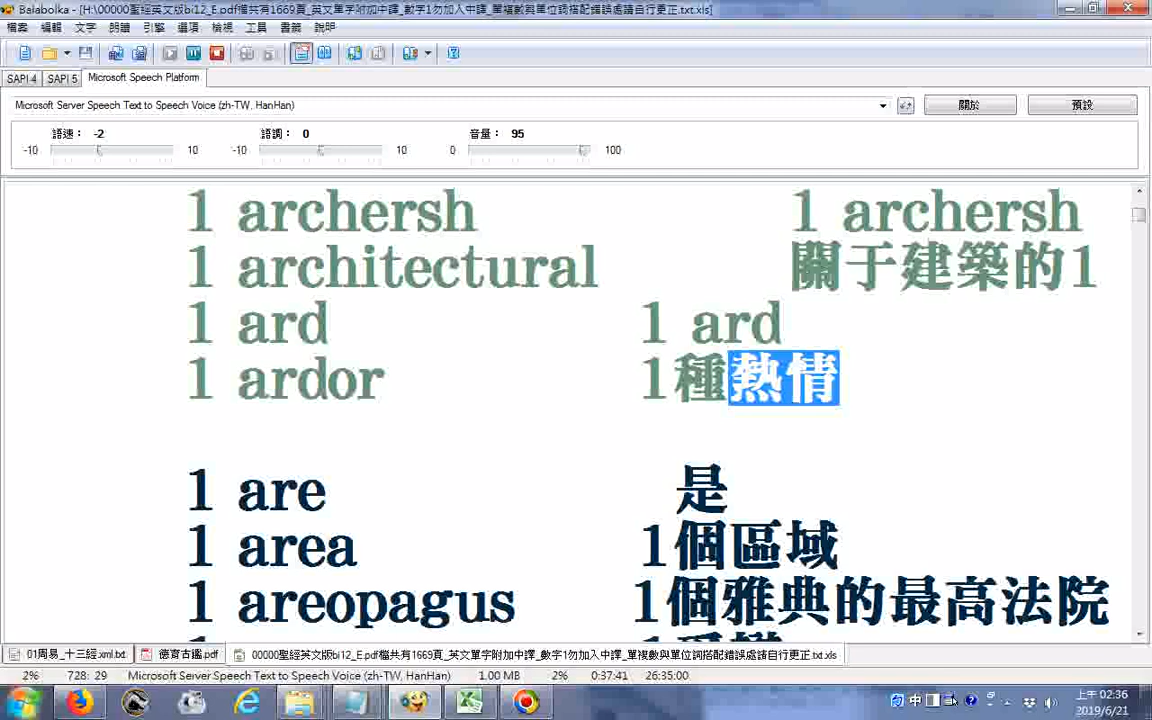 Balabolka - [H:\00000聖經英文版bi12_E.pdf檔共有1669頁_英文單字附加中譯_數字1勿加入中譯_單複數與單位詞搭配錯誤處請自行更正.txt.xls]
檔案 編輯 文字 朗讀 引擎 選項 檢視 工具 書籤 說明
SAPI 4 SAPI 5 Microsoft Speech Platform
Microsoft Server Speech Text to Speech Voice (zh-TW, HanHan) 關於 預設
語速： -2 語調： 0 音量： 95
-10 10 -10 10 0 100
1 archersh 1 archersh
1 architectural 關于建築的1
1 ard 1 ard
1 ardor 1種熱情
1 are 是
1 area 1個區域
1 areopagus 1個雅典的最高法院
01周易_十三經.xml.txt 德育古鑑.pdf 00000聖經英文版bi12_E.pdf檔共有1669頁_英文單字附加中譯_數字1勿加入中譯_單複數與單位詞搭配錯誤處請自行更正.txt.xls
2% 728: 29 Microsoft Server Speech Text to Speech Voice (zh-TW, HanHan) 1.00 MB 2% 0:37:41 26:35:00
中 上午 02:36
2019/6/21